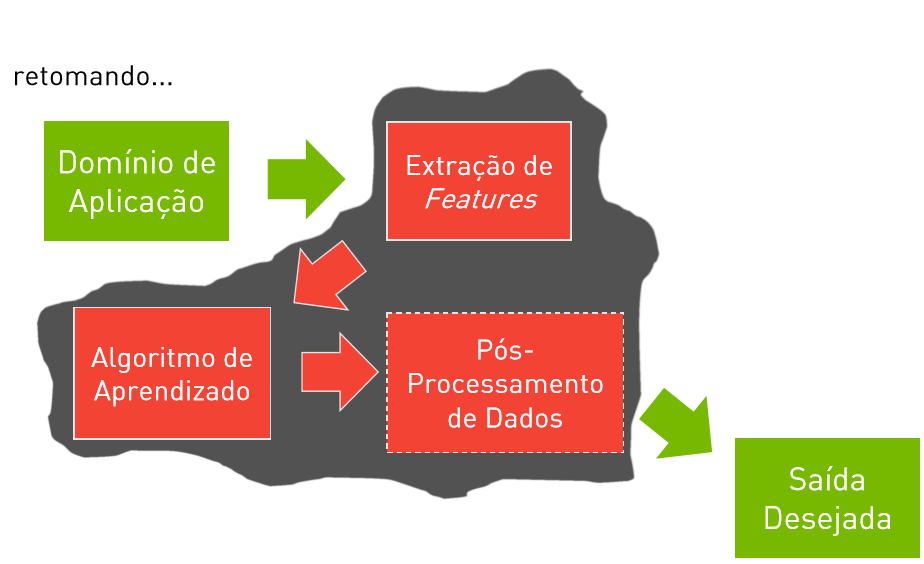 retomando...
Domínio de
Aplicação
Extração de
Features
Algoritmo de
Aprendizado
Pós-
Processamento
de Dados
Saída
Desejada